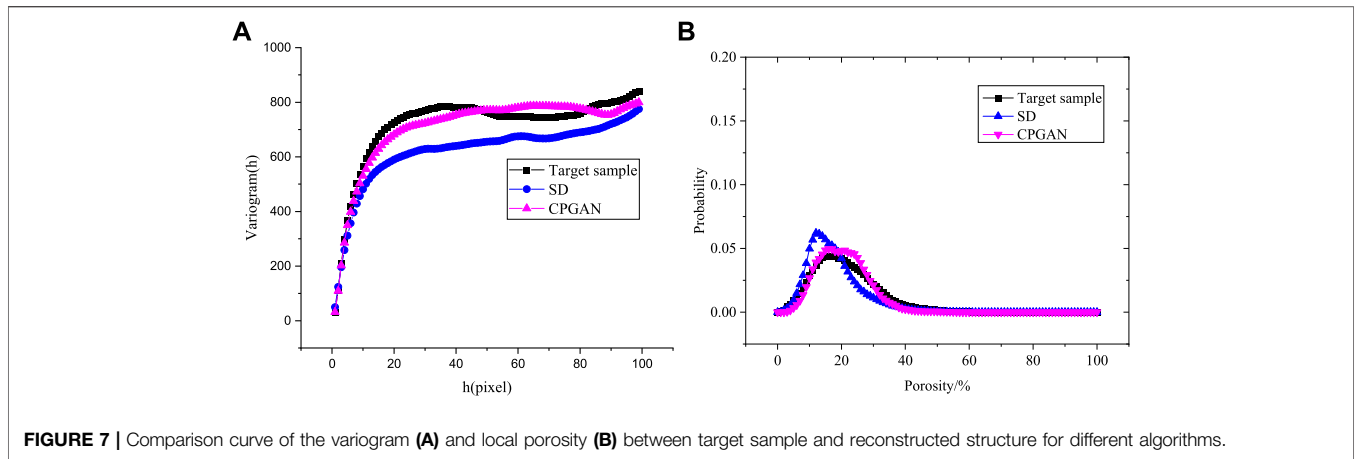 A
1000
800
600
400
200
0
Variogram(h)
Target sample
SD
CPGAN
0
20
40
60
80
100
h(pixel)
B
0.20
0.15
0.10
0.05
0.00
Probability
Target sample
SD
CPGAN
0
20
40
60
80
100
Porosity/%
FIGURE 7 | Comparison curve of the variogram (A) and local porosity (B) between target sample and reconstructed structure for different algorithms.